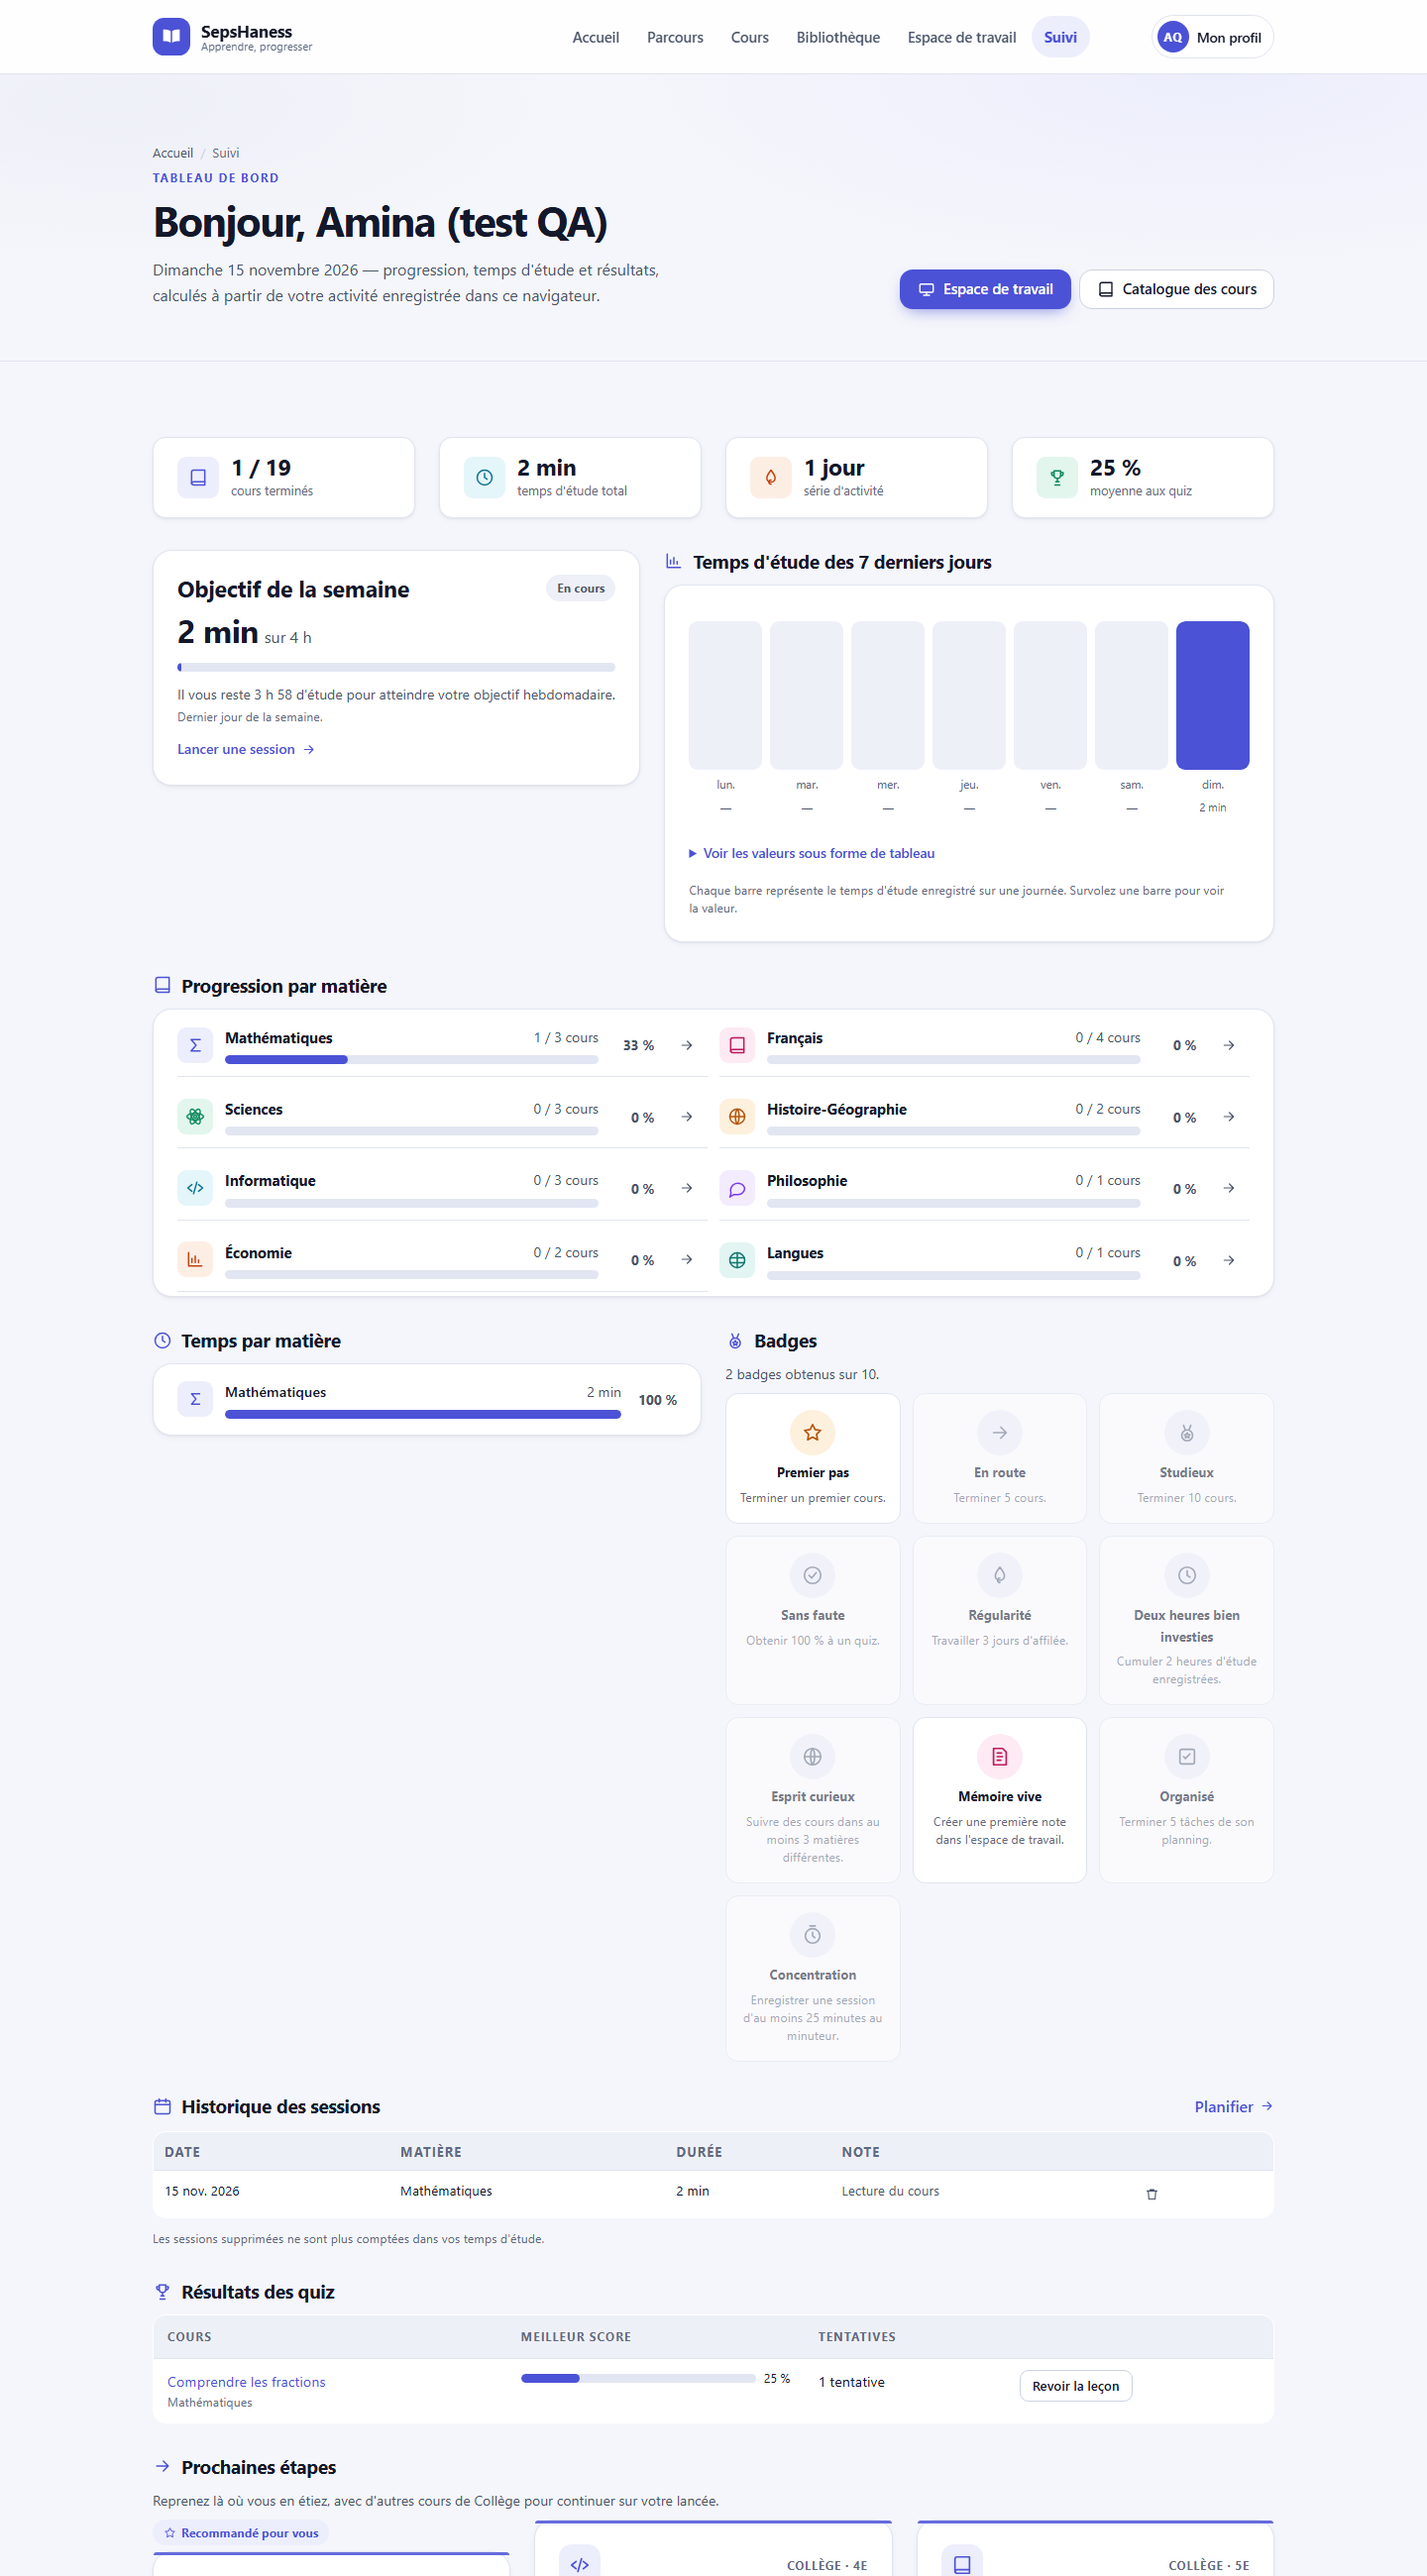 SepsHaness
Apprendre, progresser
Accueil
Parcours
Cours
Bibliothèque
Espace de travail
Suivi
AQ
Mon profil
Accueil / Suivi
TABLEAU DE BORD
Bonjour, Amina (test QA)
Dimanche 15 novembre 2026 — progression, temps d'étude et résultats,
calculés à partir de votre activité enregistrée dans ce navigateur.
Espace de travail
Catalogue des cours
1 / 19
cours terminés
2 min
temps d'étude total
1 jour
série d'activité
25 %
moyenne aux quiz
Objectif de la semaine
En cours
2 min sur 4 h
Il vous reste 3 h 58 d'étude pour atteindre votre objectif hebdomadaire.
Dernier jour de la semaine.
Lancer une session →
Temps d'étude des 7 derniers jours
lun. mar. mer. jeu. ven. sam. dim.
— — — — — — 2 min
▶ Voir les valeurs sous forme de tableau
Chaque barre représente le temps d'étude enregistré sur une journée. Survolez une barre pour voir
la valeur.
Progression par matière
Mathématiques 1 / 3 cours 33 % →
Français 0 / 4 cours 0 % →
Sciences 0 / 3 cours 0 % →
Histoire-Géographie 0 / 2 cours 0 % →
Informatique 0 / 3 cours 0 % →
Philosophie 0 / 1 cours 0 % →
Économie 0 / 2 cours 0 % →
Langues 0 / 1 cours 0 % →
Temps par matière
Mathématiques 2 min 100 %
Badges
2 badges obtenus sur 10.
Premier pas
Terminer un premier cours.
En route
Terminer 5 cours.
Studieux
Terminer 10 cours.
Sans faute
Obtenir 100 % à un quiz.
Régularité
Travailler 3 jours d'affilée.
Deux heures bien
investies
Cumuler 2 heures d'étude
enregistrées.
Esprit curieux
Suivre des cours dans au
moins 3 matières
différentes.
Mémoire vive
Créer une première note
dans l'espace de travail.
Organisé
Terminer 5 tâches de son
planning.
Concentration
Enregistrer une session
d'au moins 25 minutes au
minuteur.
Historique des sessions
Planifier →
DATE MATIÈRE DURÉE NOTE
15 nov. 2026 Mathématiques 2 min Lecture du cours
Les sessions supprimées ne sont plus comptées dans vos temps d'étude.
Résultats des quiz
COURS MEILLEUR SCORE TENTATIVES
Comprendre les fractions 25 % 1 tentative Revoir la leçon
Mathématiques
Prochaines étapes
Reprenez là où vous en étiez, avec d'autres cours de Collège pour continuer sur votre lancée.
Recommandé pour vous
COLLÈGE · 4E
COLLÈGE · 5E